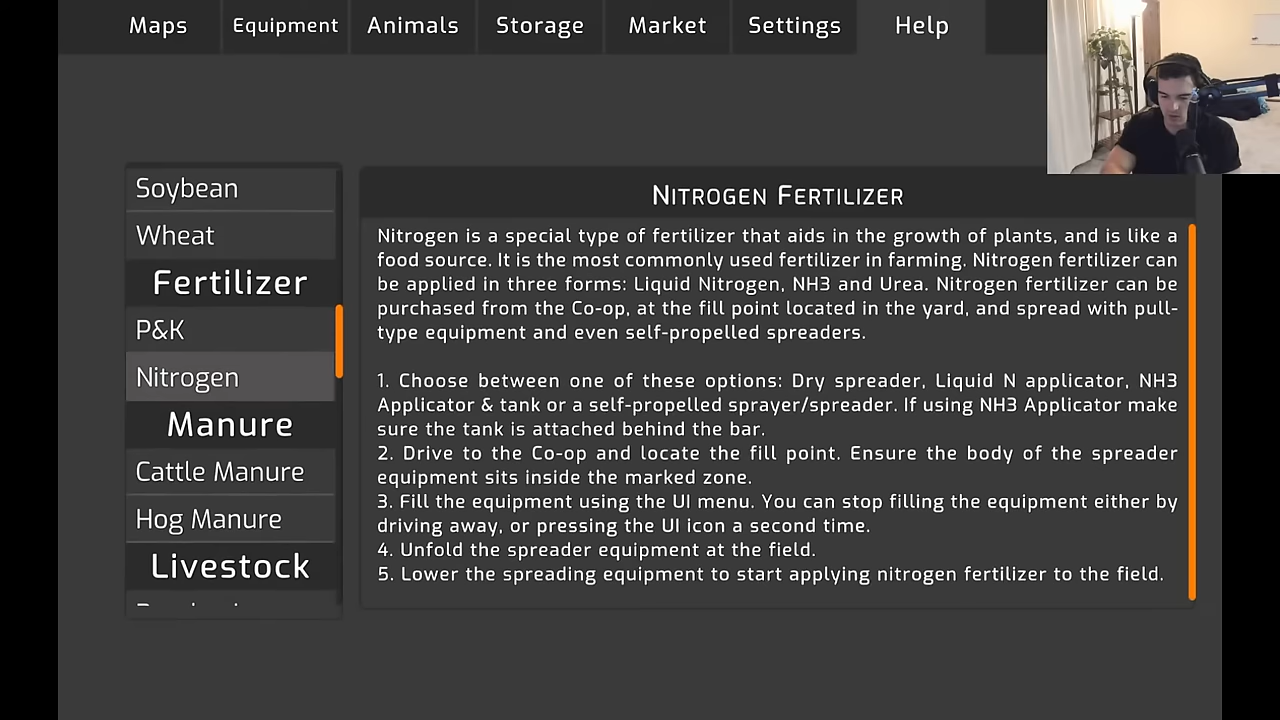 Maps Equipment Animals Storage Market Settings Help
Soybean
Wheat
Fertilizer
P&K
Nitrogen
Manure
Cattle Manure
Hog Manure
Livestock
Nitrogen Fertilizer
Nitrogen is a special type of fertilizer that aids in the growth of plants, and is like a
food source. It is the most commonly used fertilizer in farming. Nitrogen fertilizer can
be applied in three forms: Liquid Nitrogen, NH3 and Urea. Nitrogen fertilizer can be
purchased from the Co-op, at the fill point located in the yard, and spread with pull-
type equipment and even self-propelled spreaders.
1. Choose between one of these options: Dry spreader, Liquid N applicator, NH3
Applicator & tank or a self-propelled sprayer/spreader. If using NH3 Applicator make
sure the tank is attached behind the bar.
2. Drive to the Co-op and locate the fill point. Ensure the body of the spreader
equipment sits inside the marked zone.
3. Fill the equipment using the UI menu. You can stop filling the equipment either by
driving away, or pressing the UI icon a second time.
4. Unfold the spreader equipment at the field.
5. Lower the spreading equipment to start applying nitrogen fertilizer to the field.